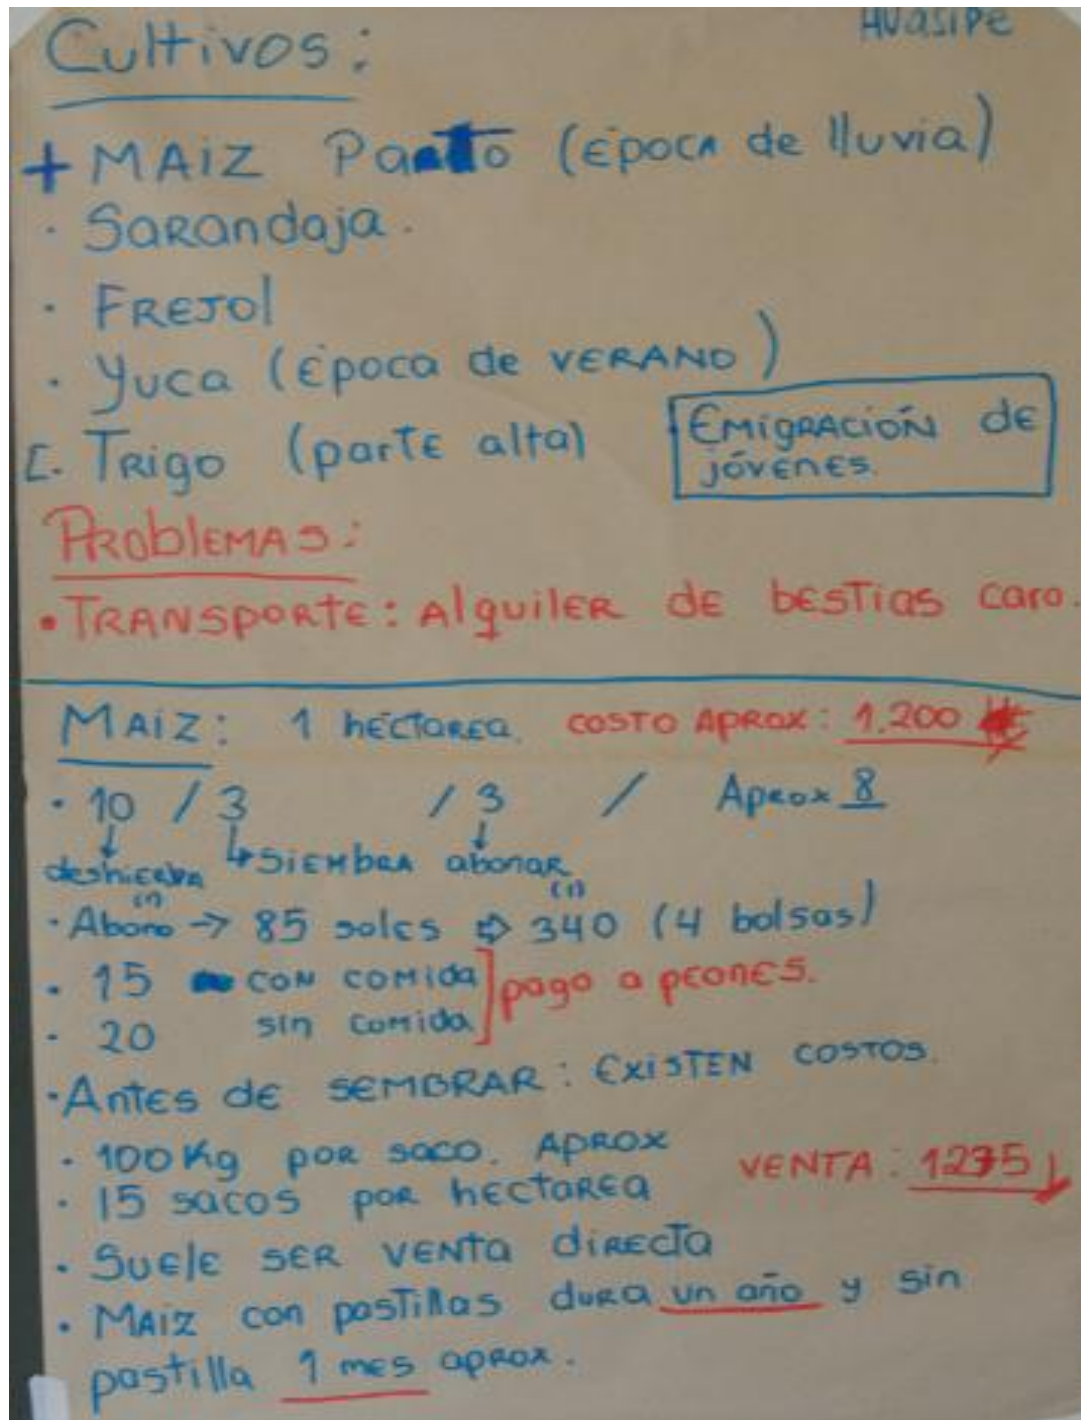 Huasipe
Cultivos:
+ Maiz (época de lluvia)
· Sarandaja.
· Frejol
· Yuca (época de verano)
· Trigo (parte alta)
Emigración de
jóvenes.
Problemas:
• Transporte: Alquiler de bestias caro.
Maiz: 1 hectarea. costo aprox: 1.200
· 10 / 3 / 3 / Aprox 8
deshierba ↳ siembra abonar
(1) (1)
· Abono → 85 soles ⇨ 340 (4 bolsas)
· 15 con comida] pago a peones.
· 20 sin comida
· Antes de sembrar: Existen costos.
· 100 Kg por saco. Aprox
· 15 sacos por hectarea
Venta: 1275 ↓
· Suele ser venta directa
· Maiz con pastillas dura un año y sin
pastilla 1 mes aprox.